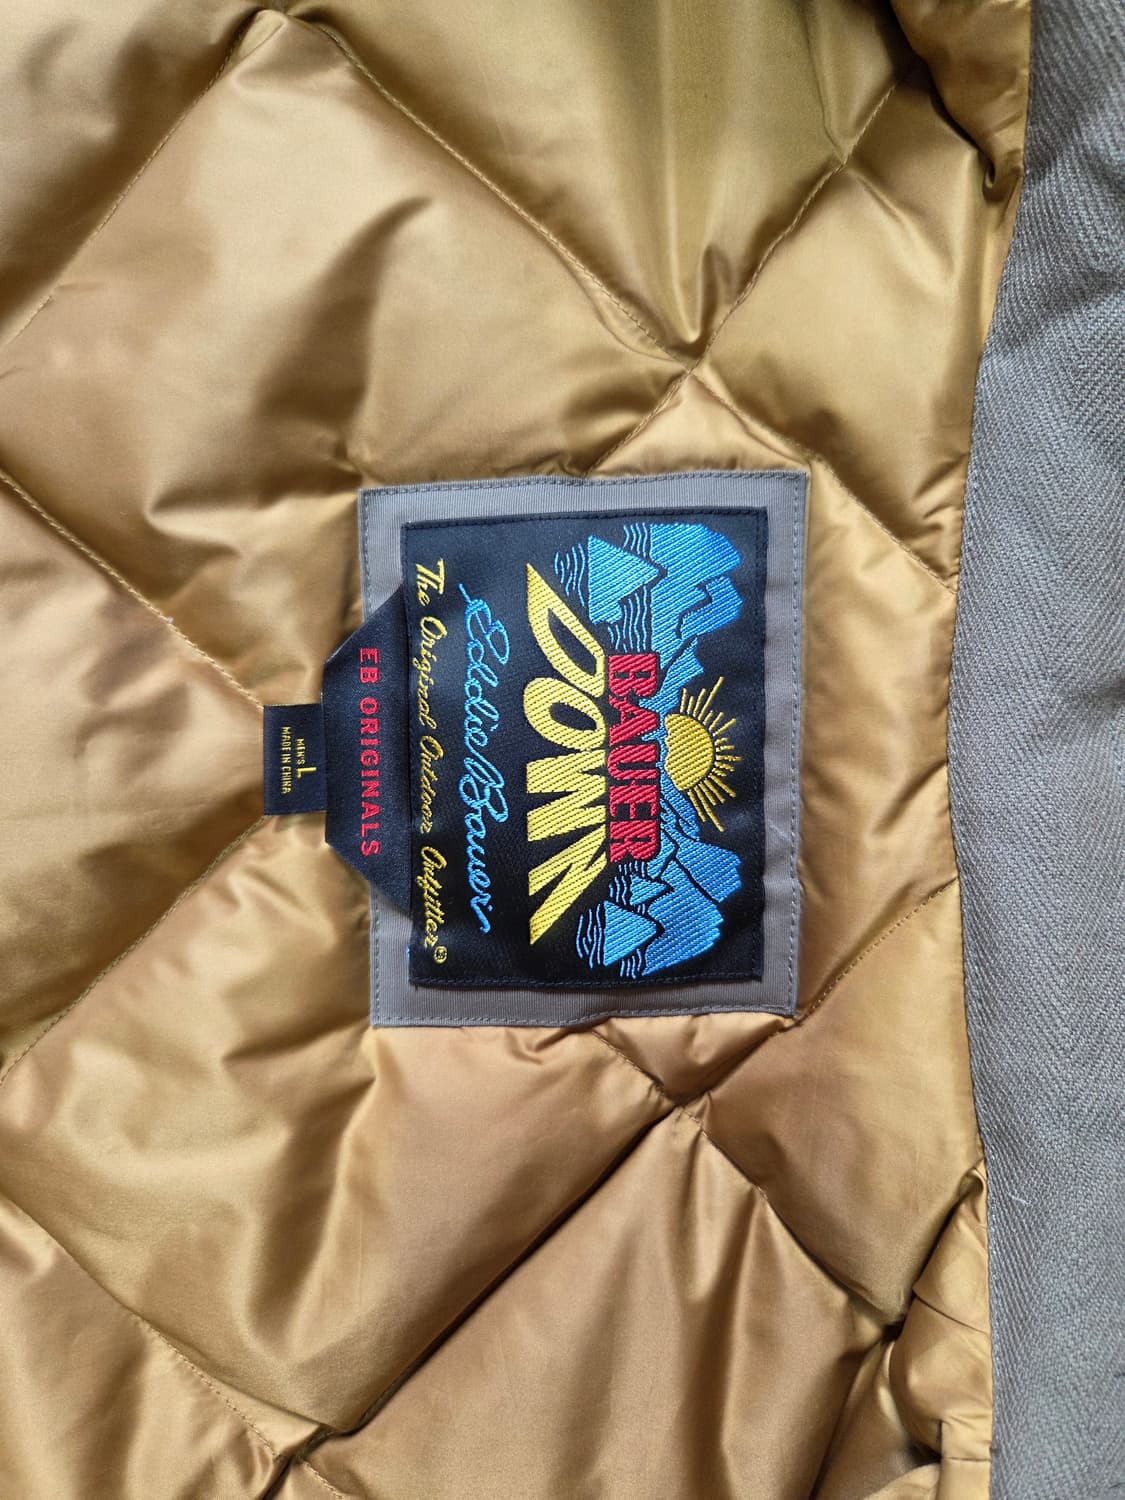 BAUER
DOWN
Eddie Bauer
The Original Outdoor Outfitter®
EB ORIGINALS
MEN'S L
MADE IN CHINA